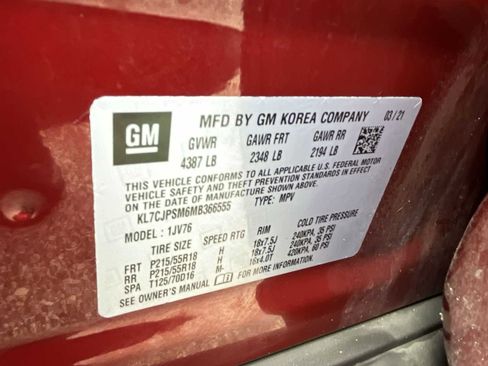 GM
MFD BY GM KOREA COMPANY 03/21
GVWR GAWR FRT GAWR RR
4387 LB 2348 LB 2194 LB
THIS VEHICLE CONFORMS TO ALL APPLICABLE U.S. FEDERAL MOTOR
VEHICLE SAFETY AND THEFT PREVENTION STANDARDS IN EFFECT ON
THE DATE OF MANUFACTURE SHOWN ABOVE.
KL7CJPSM6MB366555 TYPE: MPV
MODEL: 1JV76
TIRE SIZE SPEED RTG RIM COLD TIRE PRESSURE
FRT P215/55R18 H 18x7.5J 240KPA, 35 PSI
RR P215/55R18 H 18x7.5J 240KPA, 35 PSI
SPA T125/70D16 M- 16x4.0T 420KPA, 60 PSI
SEE OWNER'S MANUAL